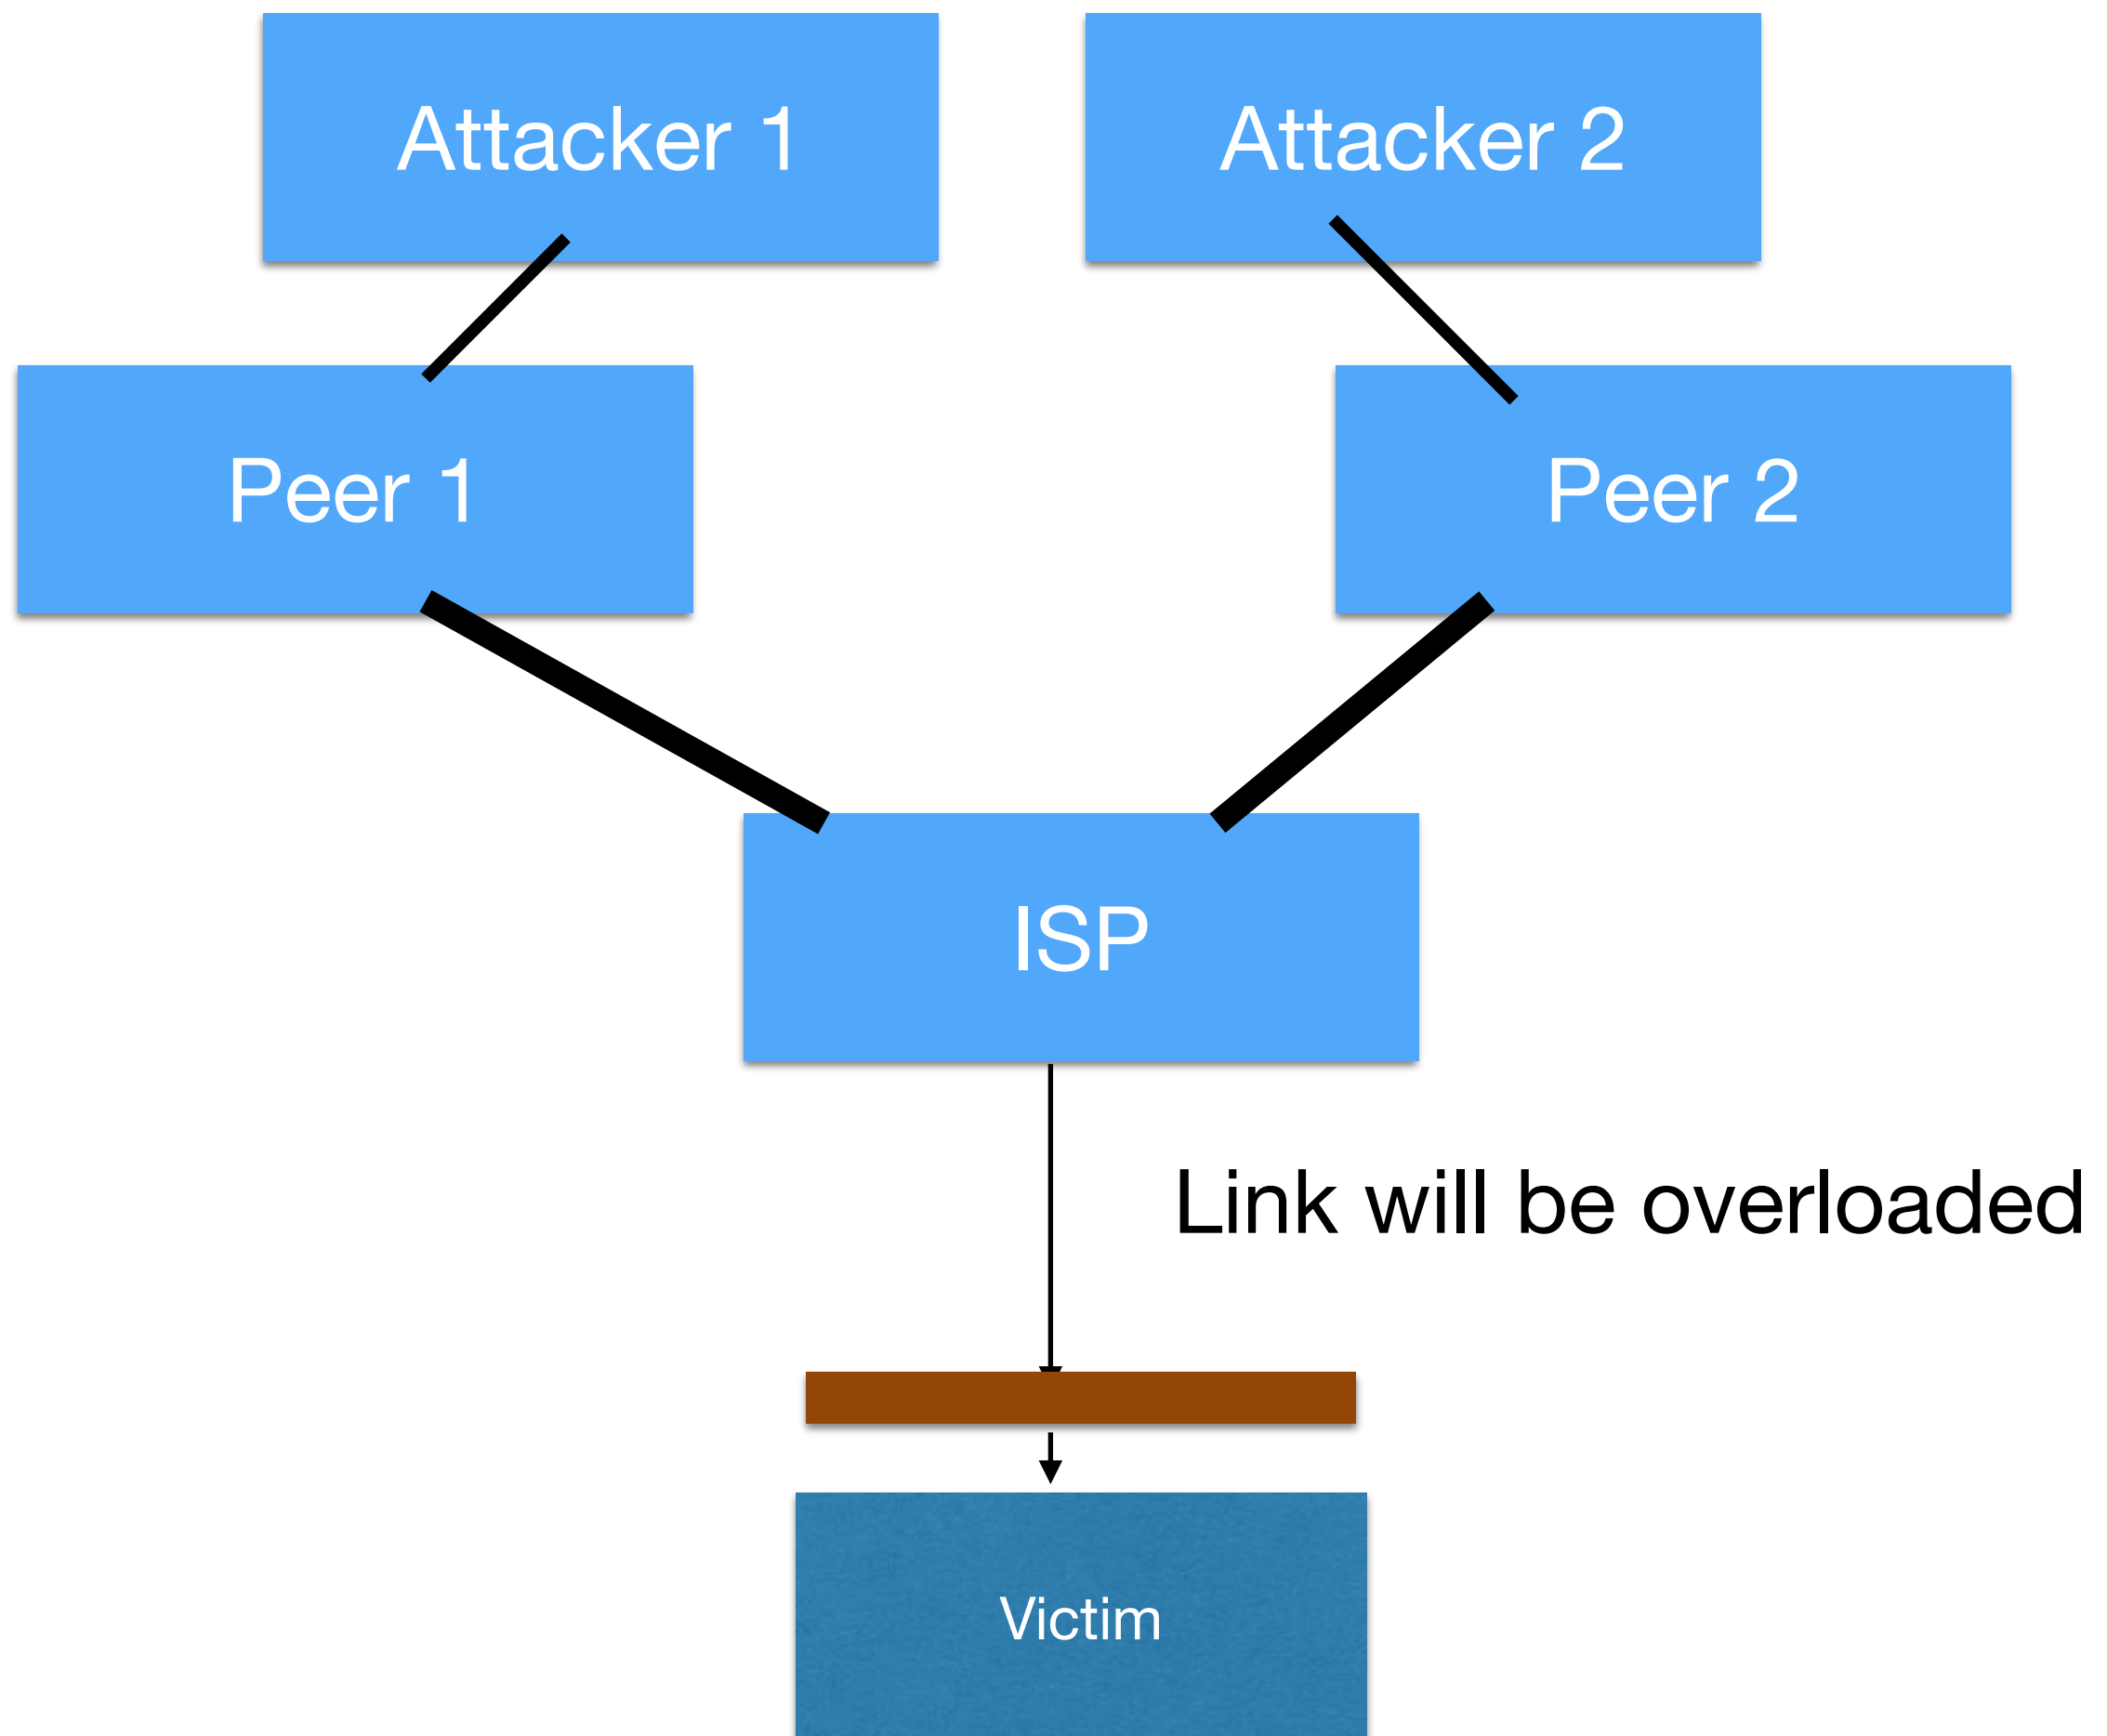 Attacker 1
Attacker 2
Peer 1
Peer 2
ISP
Link will be overloaded
Victim